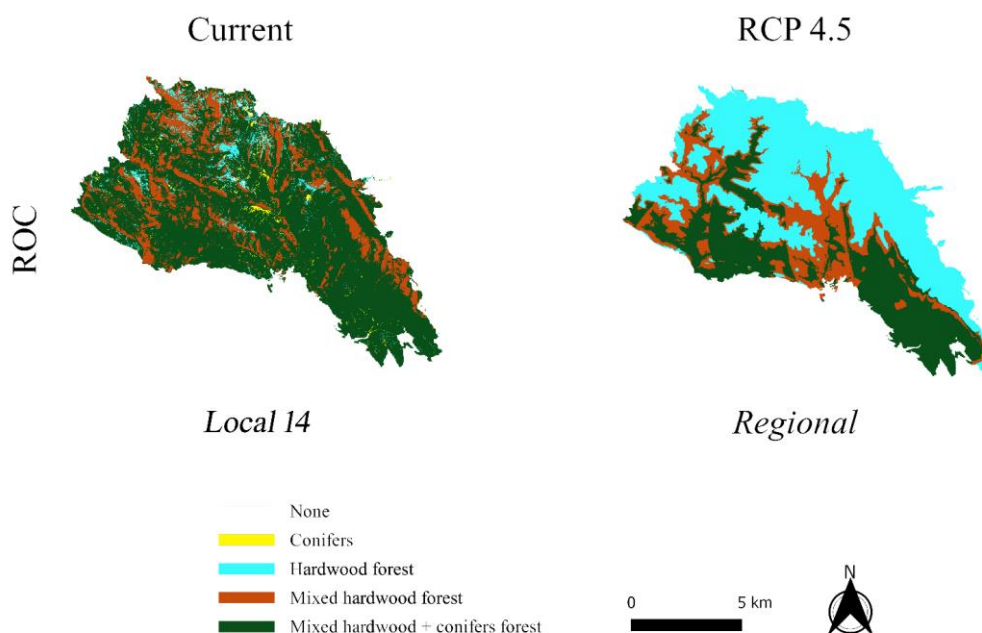 Current
RCP 4.5
ROC
Local 14
Regional
None
Conifers
Hardwood forest
Mixed hardwood forest
Mixed hardwood + conifers forest
0
5 km
N